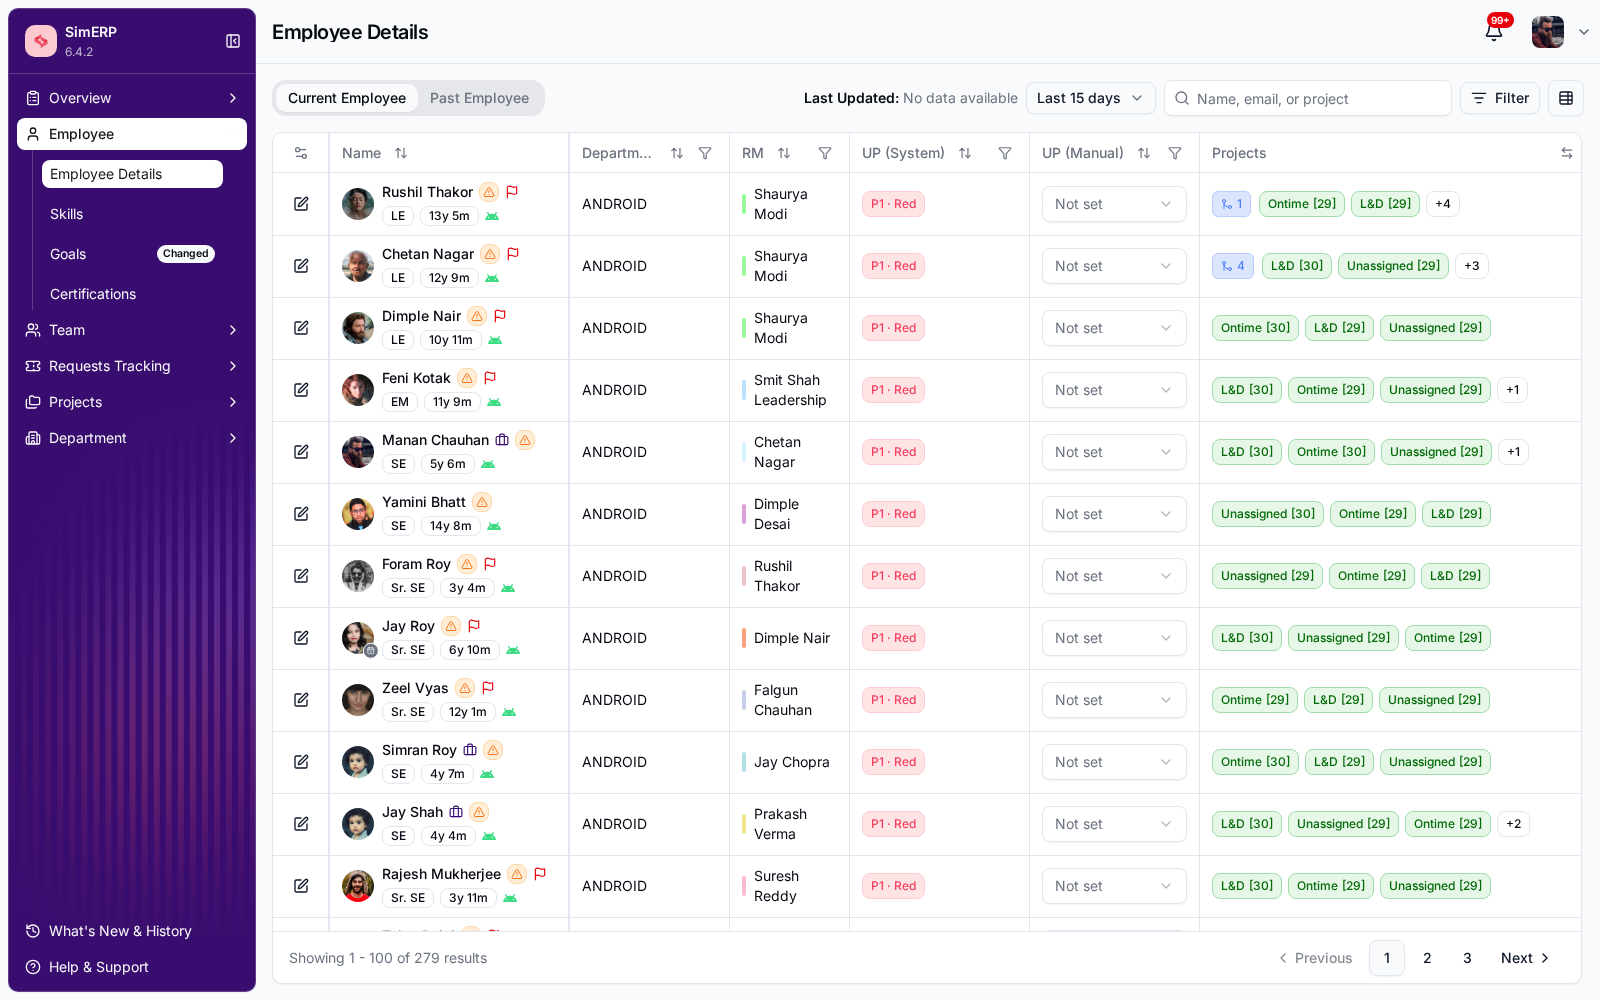 SimERP
6.4.2
Overview
Employee
Employee Details
Skills
Goals
Changed
Certifications
Team
Requests Tracking
Projects
Department
What's New & History
Help & Support
Employee Details
99+
Current Employee
Past Employee
Last Updated: No data available
Last 15 days
Name, email, or project
Filter
Name
Departm...
RM
UP (System)
UP (Manual)
Projects
Rushil Thakor
LE
13y 5m
ANDROID
Shaurya
Modi
P1 · Red
Not set
1
Ontime [29]
L&D [29]
+4
Chetan Nagar
LE
12y 9m
ANDROID
Shaurya
Modi
P1 · Red
Not set
4
L&D [30]
Unassigned [29]
+3
Dimple Nair
LE
10y 11m
ANDROID
Shaurya
Modi
P1 · Red
Not set
Ontime [30]
L&D [29]
Unassigned [29]
Feni Kotak
EM
11y 9m
ANDROID
Smit Shah
Leadership
P1 · Red
Not set
L&D [30]
Ontime [29]
Unassigned [29]
+1
Manan Chauhan
SE
5y 6m
ANDROID
Chetan
Nagar
P1 · Red
Not set
L&D [30]
Ontime [30]
Unassigned [29]
+1
Yamini Bhatt
SE
14y 8m
ANDROID
Dimple
Desai
P1 · Red
Not set
Unassigned [30]
Ontime [29]
L&D [29]
Foram Roy
Sr. SE
3y 4m
ANDROID
Rushil
Thakor
P1 · Red
Not set
Unassigned [29]
Ontime [29]
L&D [29]
Jay Roy
Sr. SE
6y 10m
ANDROID
Dimple Nair
P1 · Red
Not set
L&D [30]
Unassigned [29]
Ontime [29]
Zeel Vyas
Sr. SE
12y 1m
ANDROID
Falgun
Chauhan
P1 · Red
Not set
Ontime [29]
L&D [29]
Unassigned [29]
Simran Roy
SE
4y 7m
ANDROID
Jay Chopra
P1 · Red
Not set
Ontime [30]
L&D [29]
Unassigned [29]
Jay Shah
SE
4y 4m
ANDROID
Prakash
Verma
P1 · Red
Not set
L&D [30]
Unassigned [29]
Ontime [29]
+2
Rajesh Mukherjee
Sr. SE
3y 11m
ANDROID
Suresh
Reddy
P1 · Red
Not set
L&D [30]
Ontime [29]
Unassigned [29]
Showing 1 - 100 of 279 results
Previous
1
2
3
Next